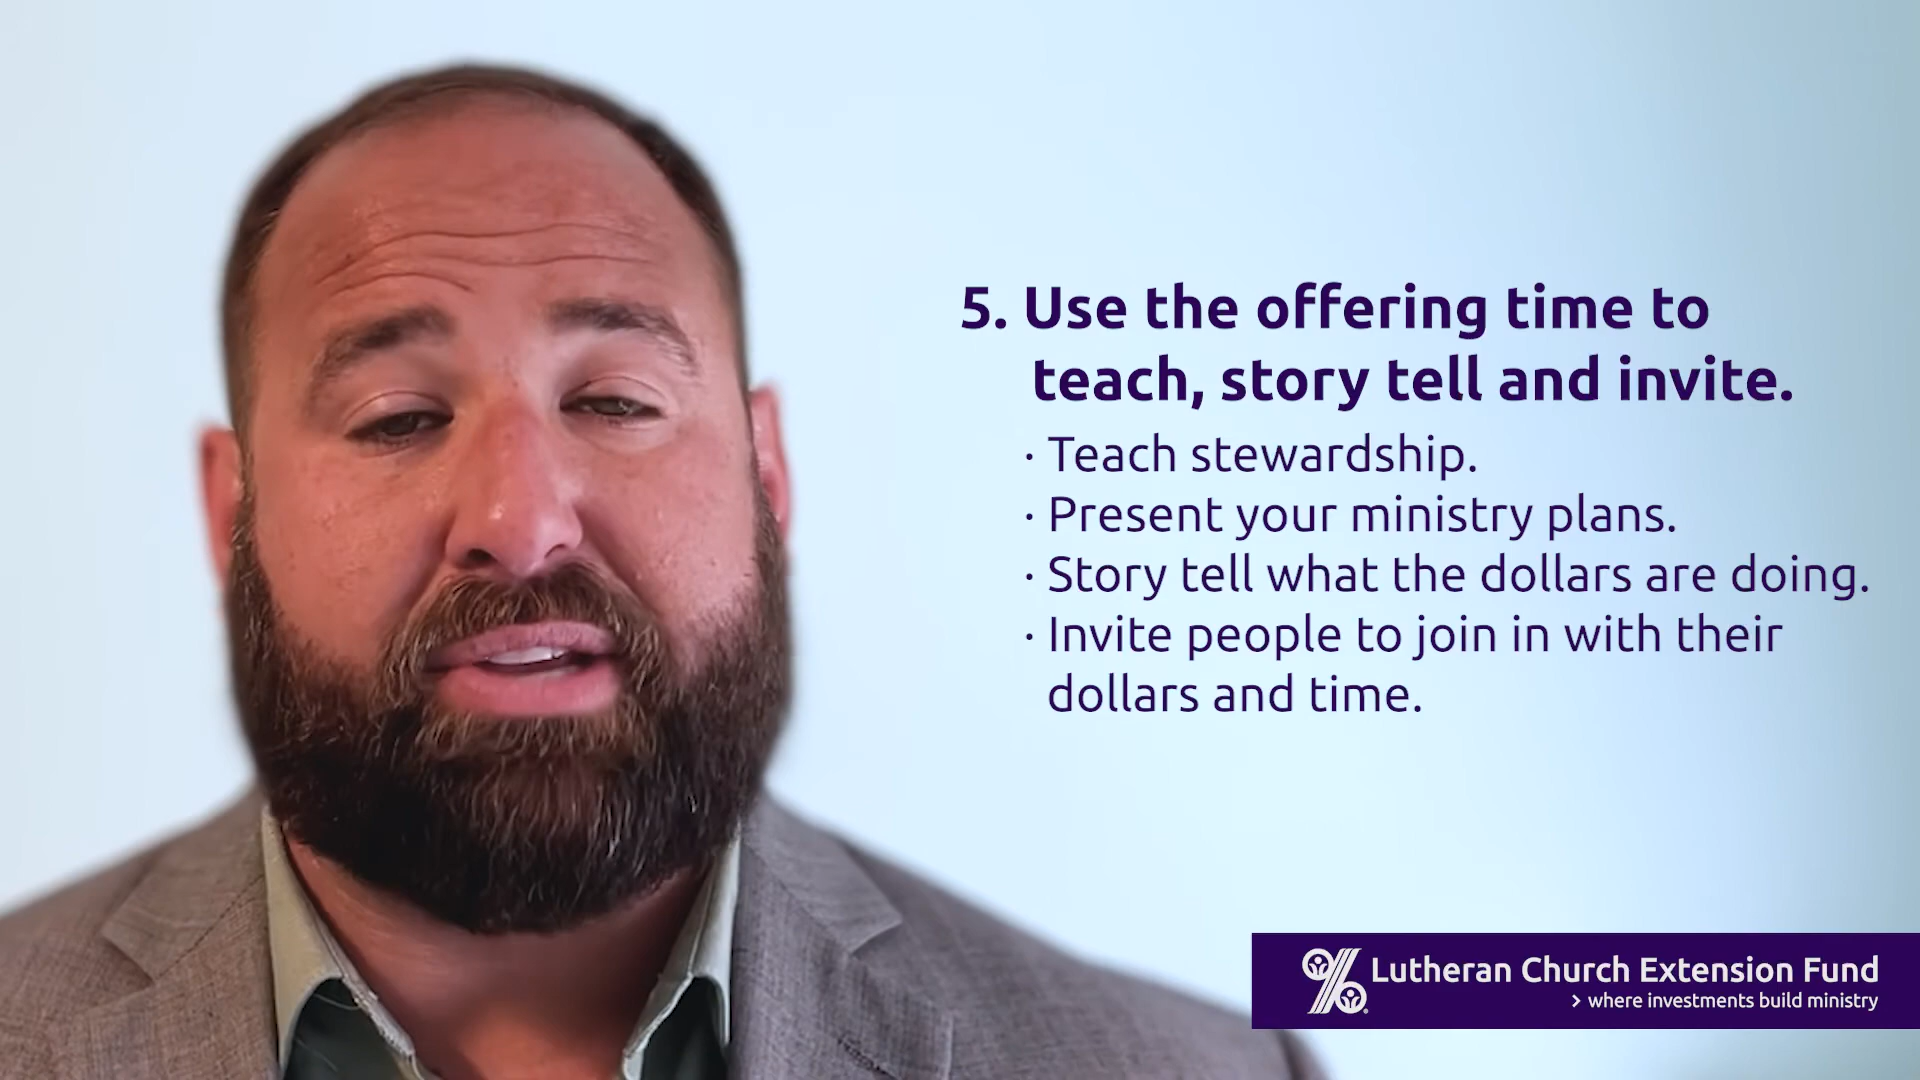 5. Use the offering time to
teach, story tell and invite.
· Teach stewardship.
· Present your ministry plans.
· Story tell what the dollars are doing.
· Invite people to join in with their
dollars and time.
Lutheran Church Extension Fund
> where investments build ministry